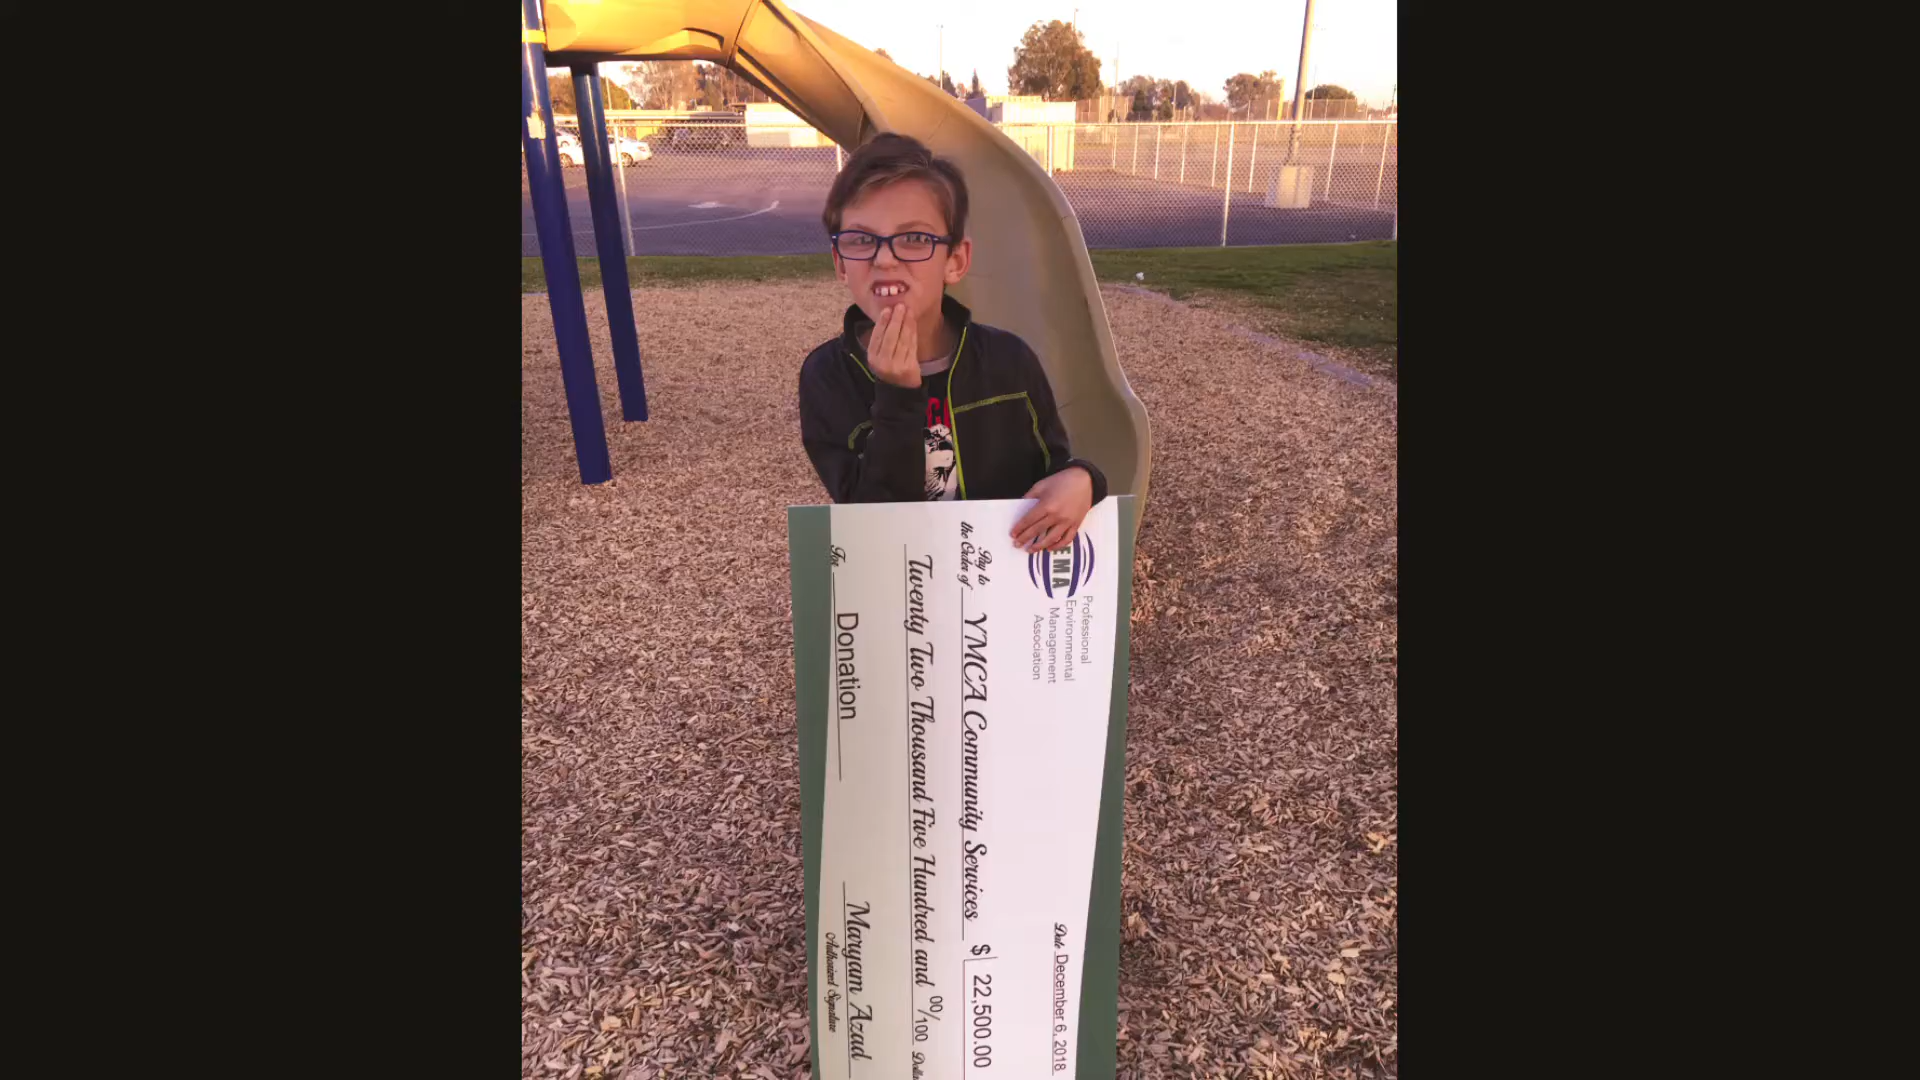 EMA
Professional
Environmental
Management
Association
Date December 6, 2018
Pay to
the Order of YMCA Community Services $ 22,500.00
Twenty Two Thousand Five Hundred and 00/100
For Donation
Maryam Azad
Authorized Signature